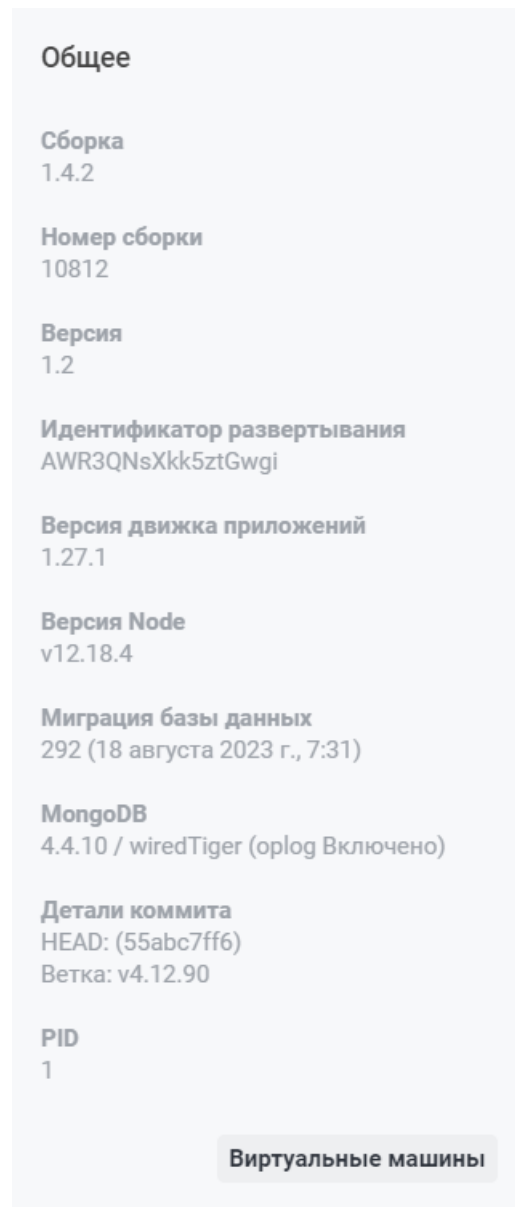 Общее
Сборка
1.4.2
Номер сборки
10812
Версия
1.2
Идентификатор развертывания
AWR3QNsXkk5ztGwgi
Версия движка приложений
1.27.1
Версия Node
v12.18.4
Миграция базы данных
292 (18 августа 2023 г., 7:31)
MongoDB
4.4.10 / wiredTiger (oplog Включено)
Детали коммита
HEAD: (55abc7ff6)
Ветка: v4.12.90
PID
1
Виртуальные машины